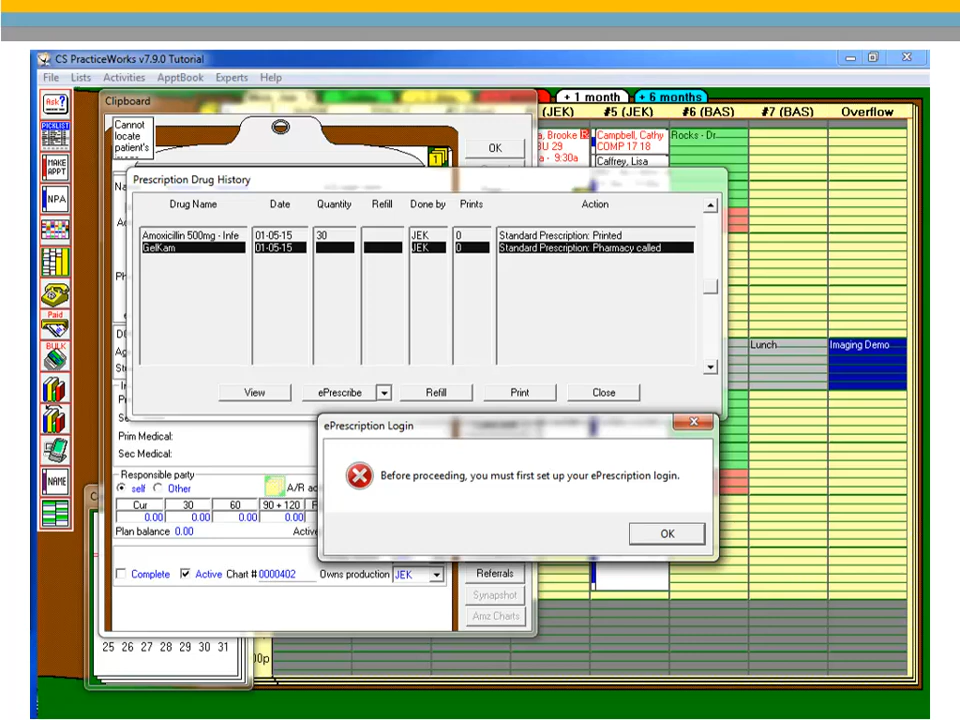 CS PracticeWorks v7.9.0 Tutorial
File Lists Activities ApptBook Experts Help
Ask?
PICKLIST
MAKE APPT
NPA
Paid
BULK
NAME
+ 1 month + 6 months
(JEK) #5 (JEK) #6 (BAS) #7 (BAS) Overflow
Brooke R Campbell, Cathy Rocks - Dr
BU 29 COMP 17 18
9:30a Caffrey, Lisa
Lunch Imaging Demo
Clipboard
Cannot
locate
patient's
1
OK
Prescription Drug History
Drug Name Date Quantity Refill Done by Prints Action
Amoxicillin 500mg - Infe 01-05-15 30 JEK 0 Standard Prescription: Printed
GelKam 01-05-15 JEK 0 Standard Prescription: Pharmacy called
View ePrescribe Refill Print Close
ePrescription Login
Before proceeding, you must first set up your ePrescription login.
OK
Prim Medical:
Sec Medical:
Responsible party
self Other A/R
Cur 30 60 90 + 120
0.00 0.00 0.00 0.00
Plan balance 0.00
Complete Active Chart # 0000402 Owns production JEK
Referrals
Synapshot
Amz Charts
25 26 27 28 29 30 31